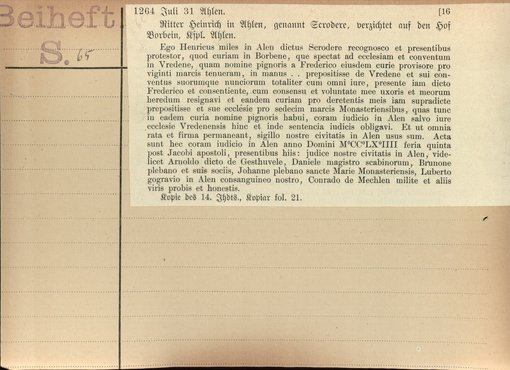 Beiheft.
S. 65
1264 Juli 31 Ahlen. [16
Ritter Heinrich in Ahlen, genannt Scrodere, verzichtet auf den Hof
Borbein, Kspl. Ahlen.
Ego Henricus miles in Alen dictus Scrodere recognosco et presentibus
protestor, quod curiam in Borbene, que spectat ad ecclesiam et conventum
in Vredene, quam nomine pignoris a Frederico eiusdem curie provisore pro
viginti marcis tenueram, in manus . . prepositisse de Vredene et sui con-
ventus suorumque nunciorum totaliter cum omni iure, presente iam dicto
Frederico et consentiente, cum consensu et voluntate mee uxoris et meorum
heredum resignavi et eandem curiam pro deretentis meis iam supradicte
prepositisse et sue ecclesie pro sedecim marcis Monasteriensibus, quas tunc
in eadem curia nomine pignoris habui, coram iudicio in Alen salvo iure
ecclesie Vredenensis hinc et inde sentencia iudicis obligavi. Et ut omnia
rata et firma permaneant, sigillo nostre civitatis in Alen usus sum. Acta
sunt hec coram iudicio in Alen anno Domini M°CC°LX°IIII feria quinta
post Jacobi apostoli, presentibus hiis: judice nostre civitatis in Alen, vide-
licet Arnoldo dicto de Gesthuvele, Daniele magistro scabinorum, Brunone
plebano et suis sociis, Johanne plebano sancte Marie Monasteriensis, Luberto
gogravio in Alen consanguineo nostro, Conrado de Mechlen milite et aliis
viris probis et honestis.
Kopie des 14. Jhdts., Kopiar fol. 21.